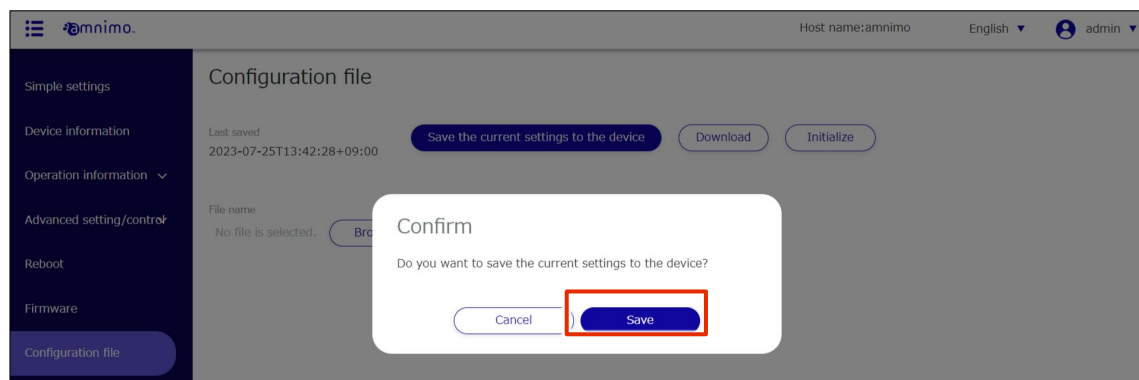 amnimo.
Host name:amnimo
English
admin
Simple settings
Device information
Operation information
Advanced setting/control
Reboot
Firmware
Configuration file
Configuration file
Last saved
2023-07-25T13:42:28+09:00
Save the current settings to the device
Download
Initialize
File name
No file is selected.
Bro
Confirm
Do you want to save the current settings to the device?
Cancel
Save